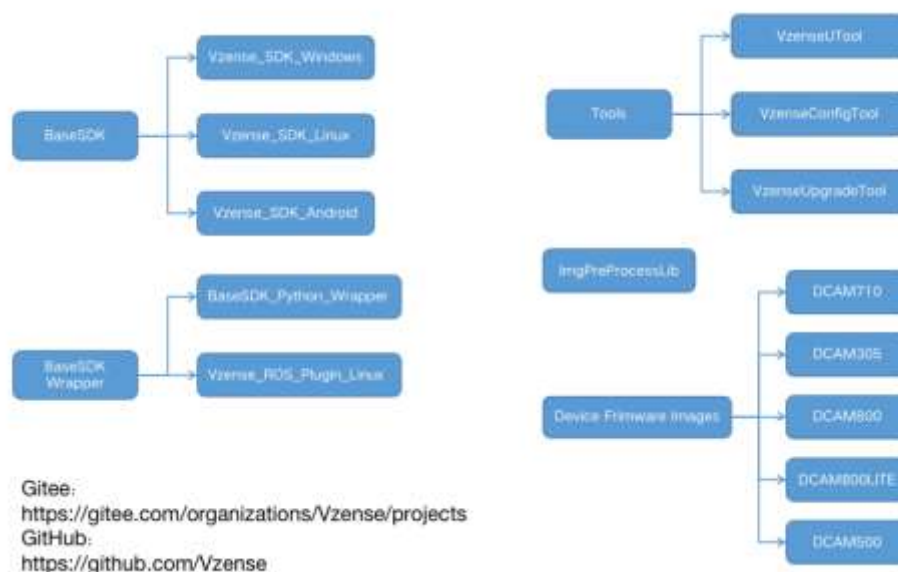 BaseSDK
Vzense_SDK_Windows
Vzense_SDK_Linux
Vzense_SDK_Android
BaseSDK
Wrapper
BaseSDK_Python_Wrapper
Vzense_ROS_Plugin_Linux
Gitee:
https://gitee.com/organizations/Vzense/projects
GitHub:
https://github.com/Vzense
Tools
VzenseUTool
VzenseConfigTool
VzenseUpgradeTool
ImgPreProcessLib
Device Frimware Images
DCAM710
DCAM305
DCAM800
DCAM800LITE
DCAM500